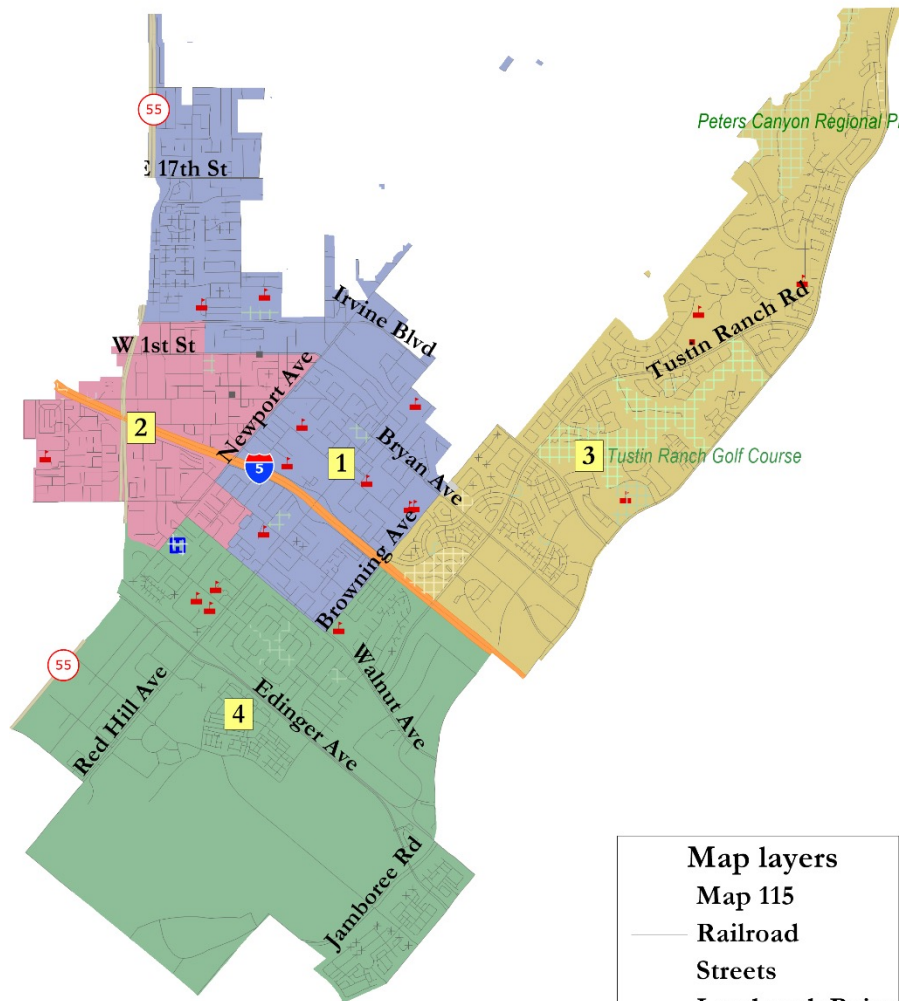 55
E 17th St
Peters Canyon Regional
Irvine Blvd
W 1st St
Tustin Ranch Rd
Newport Ave
2
5
1
Bryan Ave
3
Tustin Ranch Golf Course
H
Browning Ave
55
Walnut Ave
Red Hill Ave
4
Edinger Ave
Jamboree Rd
Map layers
Map 115
Railroad
Streets